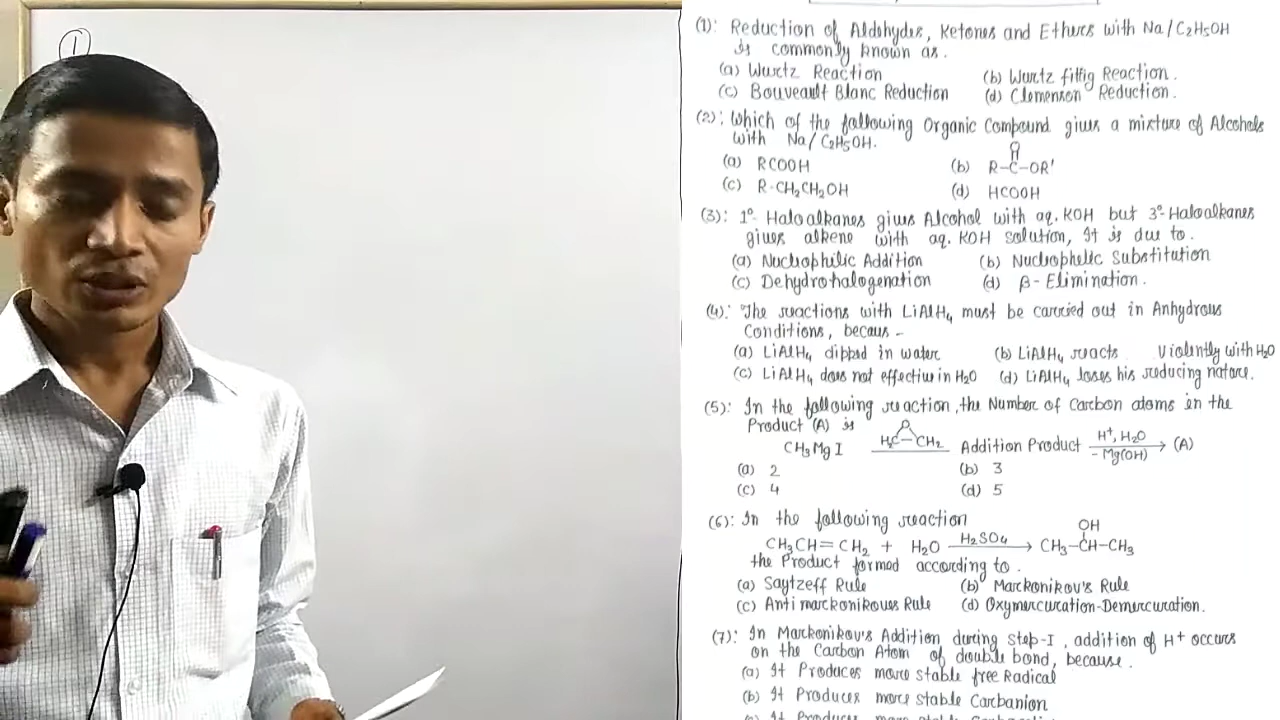 1
(1): Reduction of Aldehydes, Ketones and Ethers with Na/C₂H₅OH
is commonly known as.
(a) Wurtz Reaction (b) Wurtz fittig Reaction.
(c) Bouveault Blanc Reduction (d) Clemenson Reduction.
(2): Which of the following Organic Compound gives a mixture of Alcohols
with Na/C₂H₅OH.
(a) RCOOH (b) R-C-OR'
O
(c) R-CH₂CH₂OH (d) HCOOH
(3): 1°-Haloalkanes gives Alcohol with aq. KOH but 3°-Haloalkanes
gives alkene with aq. KOH solution, It is due to.
(a) Nucleophilic Addition (b) Nucleophelic Substitution
(c) Dehydrohalogenation (d) β-Elimination.
(4): The reactions with LiAlH₄ must be carried out in Anhydrous
Conditions, becaus -
(a) LiAlH₄ dipped in water (b) LiAlH₄ reacts Violently with H₂O
(c) LiAlH₄ does not effective in H₂O (d) LiAlH₄ loses his reducing nature.
(5): In the following reaction, the Number of Carbon atoms in the
Product (A) is
CH₃MgI H₂C-CH₂ O Addition Product H⁺, H₂O -Mg(OH) → (A)
(a) 2 (b) 3
(c) 4 (d) 5
(6): In the following reaction
CH₃CH=CH₂ + H₂O H₂SO₄ → CH₃-CH-CH₃
OH
the Product formed according to.
(a) Saytzeff Rule (b) Markonikov's Rule
(c) Anti markonikoves Rule (d) Oxymercuration-Demercuration.
(7): In Markonikov's Addition during Step-I, addition of H⁺ occurs
on the Carbon Atom of double bond, because.
(a) It Produces more stable free Radical
(b) It Produces more stable Carbanion